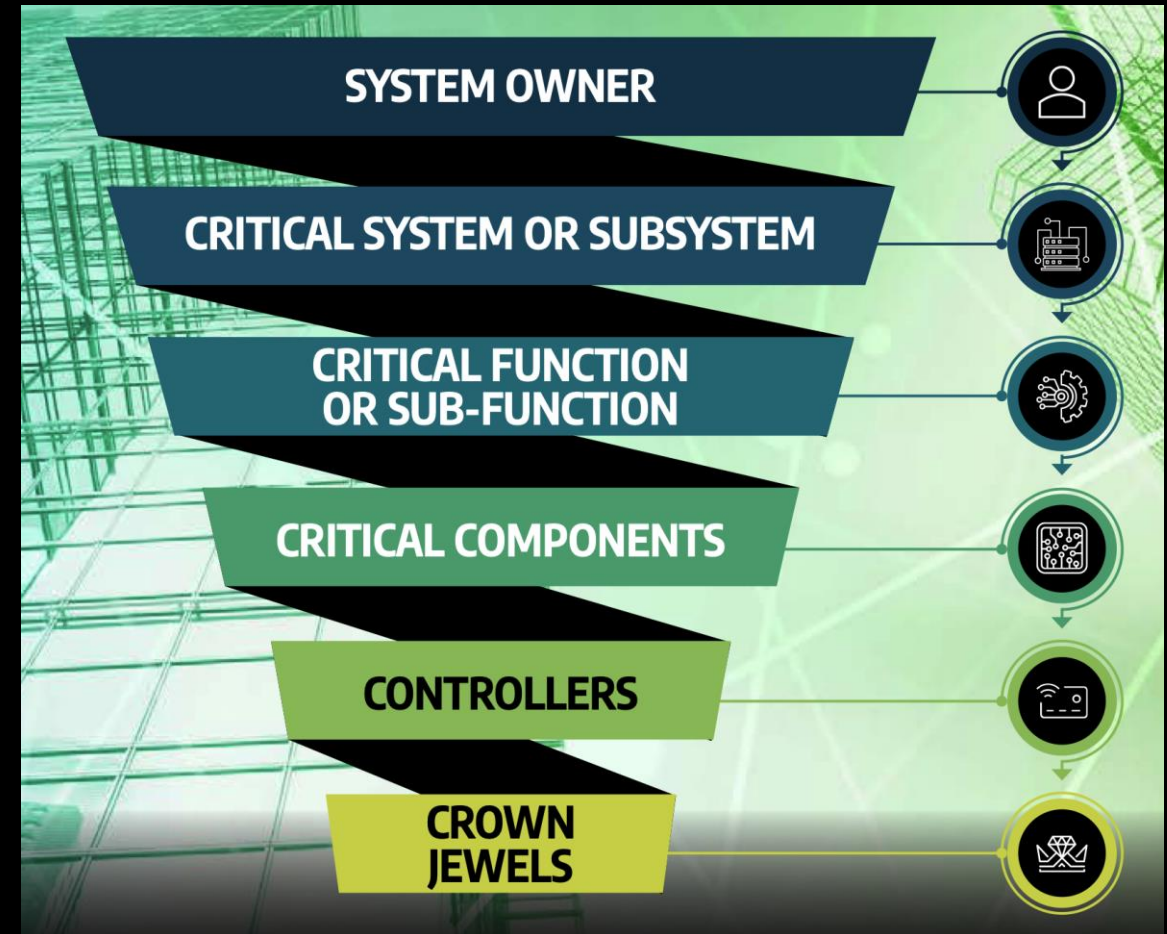 SYSTEM OWNER
CRITICAL SYSTEM OR SUBSYSTEM
CRITICAL FUNCTION
OR SUB-FUNCTION
CRITICAL COMPONENTS
CONTROLLERS
CROWN
JEWELS